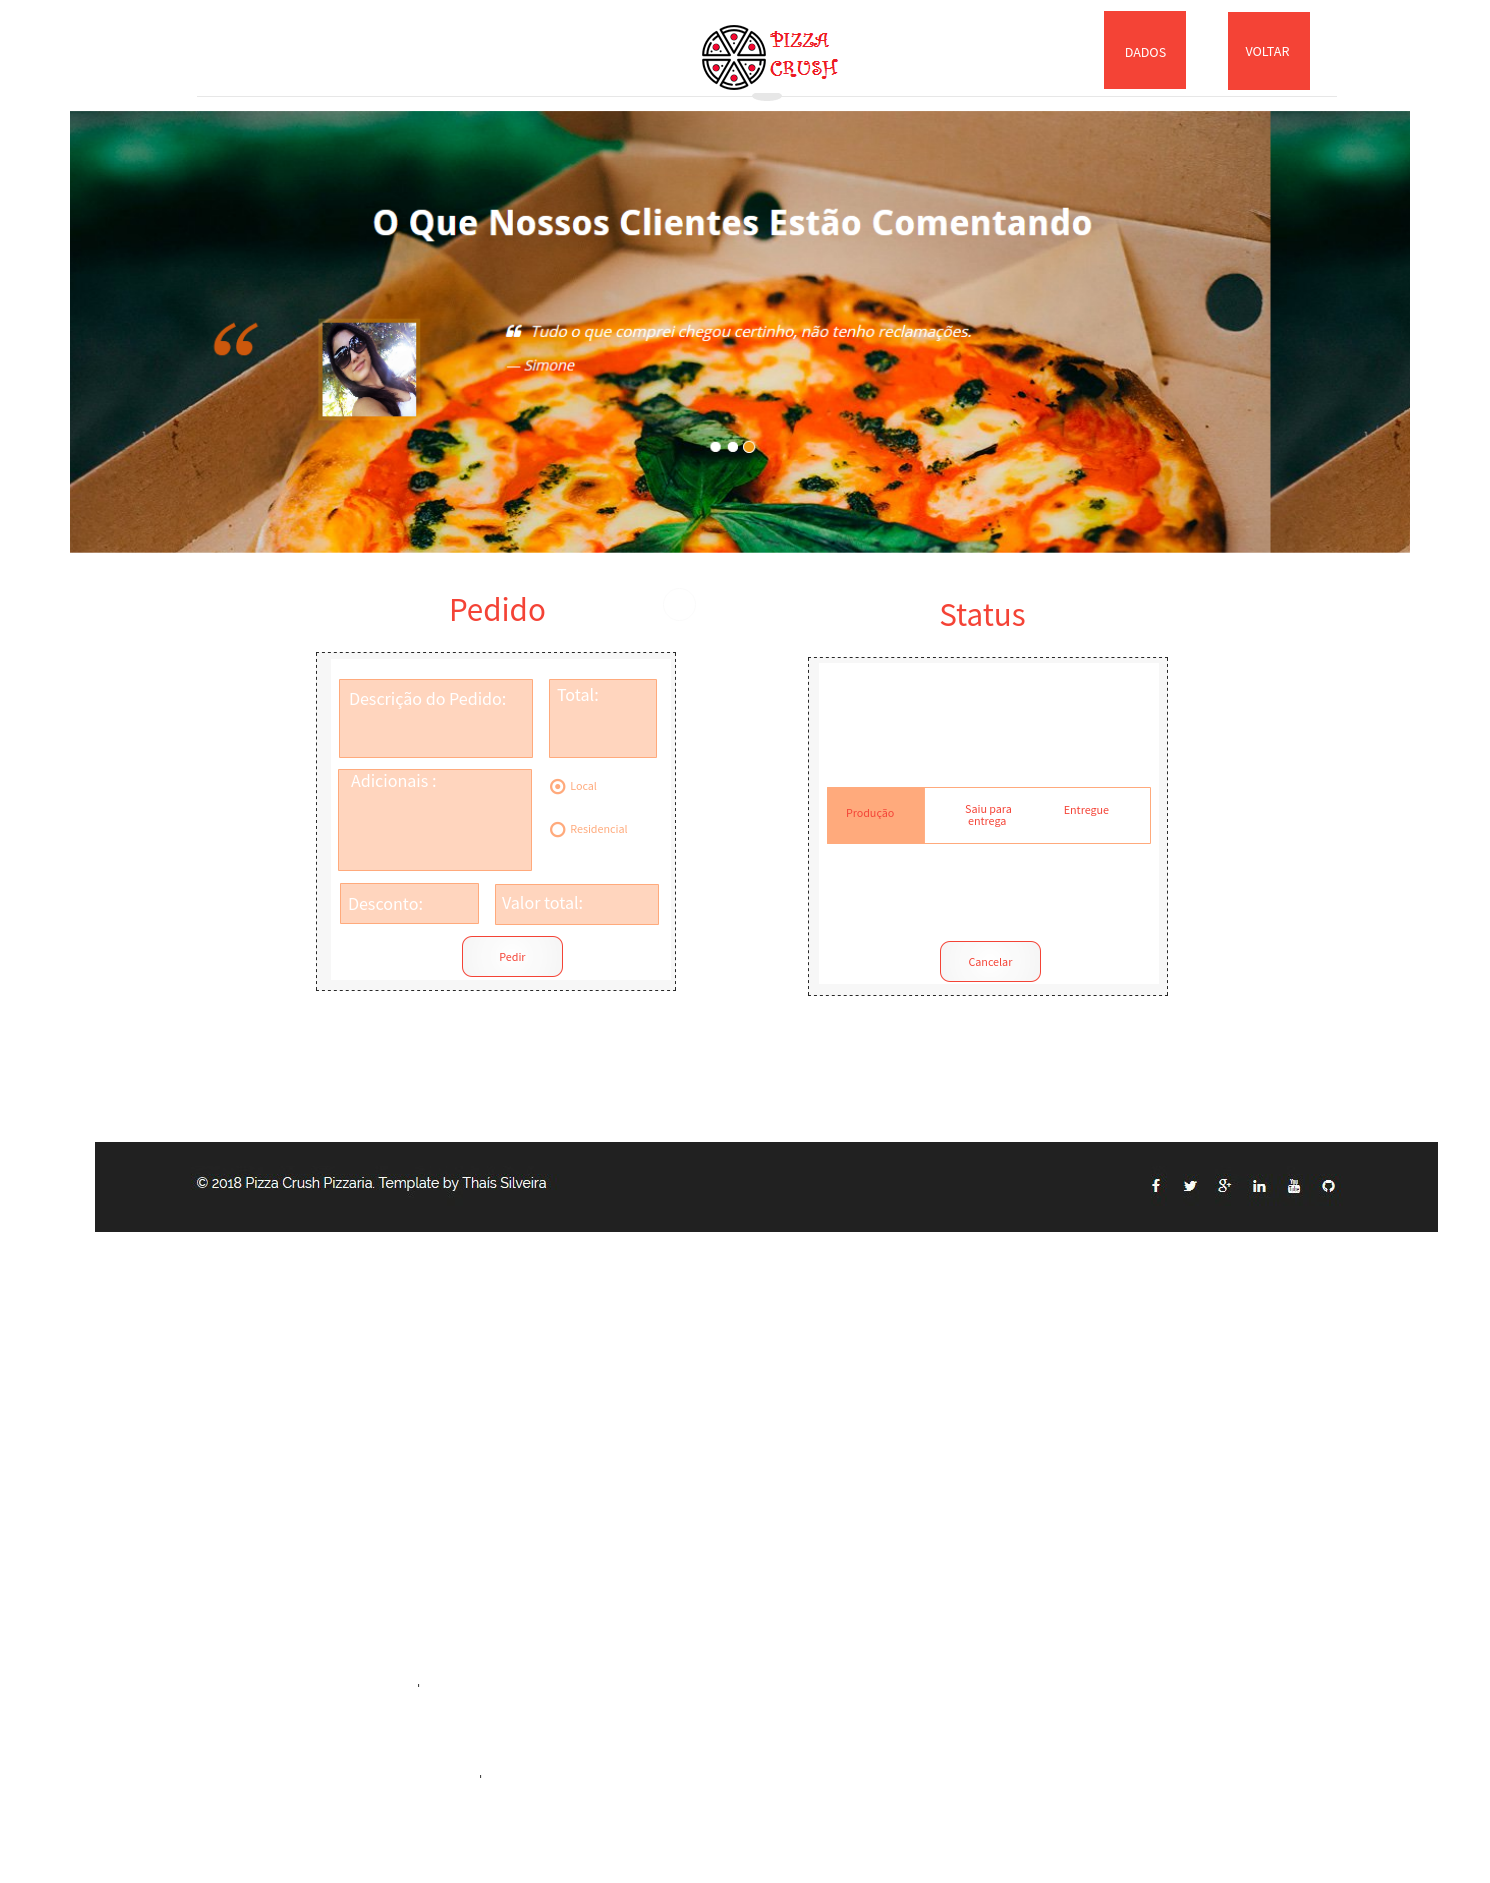 PIZZA
CRUSH
DADOS
VOLTAR
O Que Nossos Clientes Estão Comentando
“ Tudo o que comprei chegou certinho, não tenho reclamações.
— Simone
Pedido
Descrição do Pedido:
Total:
Adicionais :
Local
Residencial
Desconto:
Valor total:
Pedir
Status
Produção
Saiu para
entrega
Entregue
Cancelar
© 2018 Pizza Crush Pizzaria. Template by Thaís Silveira